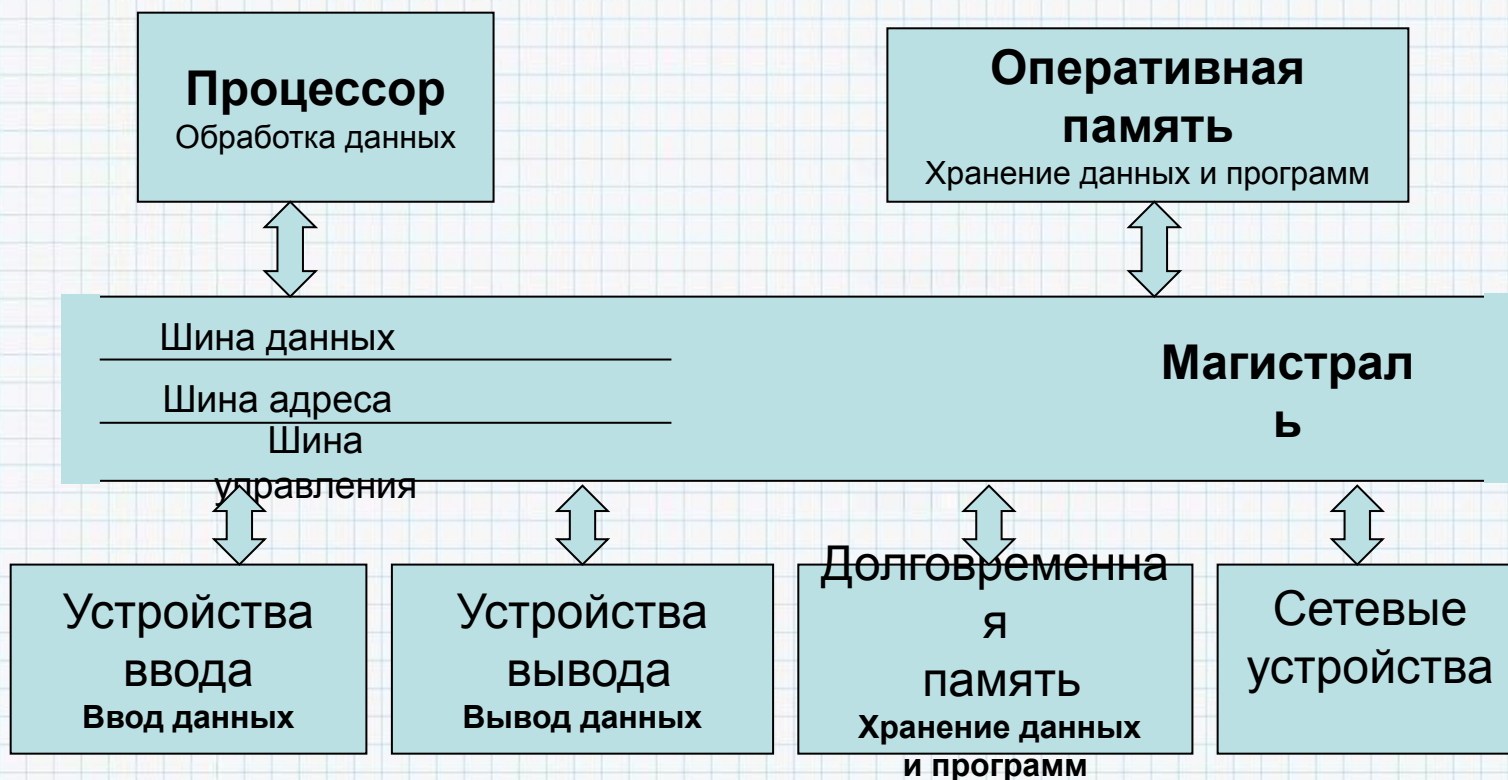 Процессор
Обработка данных
Оперативная
память
Хранение данных и программ
Шина данных
Шина адреса
Шина
управления
Магистрал
ь
Устройства
ввода
Ввод данных
Устройства
вывода
Вывод данных
Долговременна
я
память
Хранение данных
и программ
Сетевые
устройства